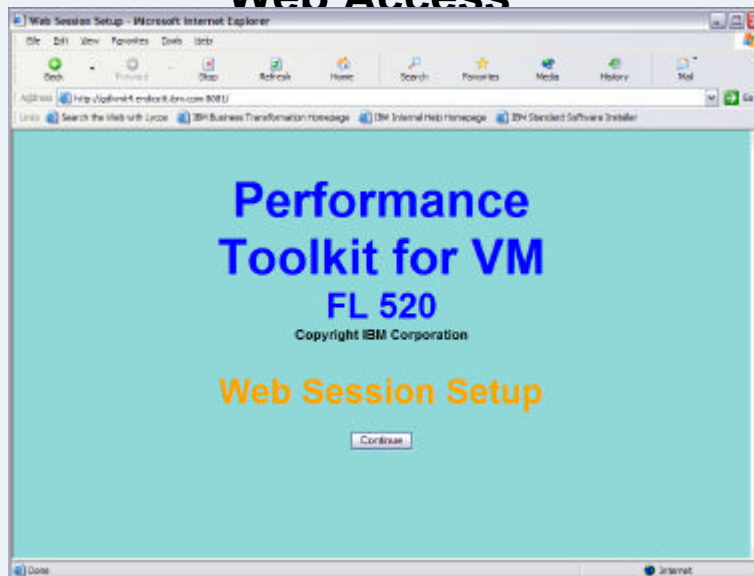 Web Access
Web Session Setup - Microsoft Internet Explorer
File Edit View Favorites Tools Help
Back Forward Stop Refresh Home Search Favorites Media History Mail
Address
Links Search the Web with Lycos IBM Business Transformation Homepage IBM Internal Help Homepage IBM Standard Software Installer
Performance
Toolkit for VM
FL 520
Copyright IBM Corporation
Web Session Setup
Continue
Done Internet